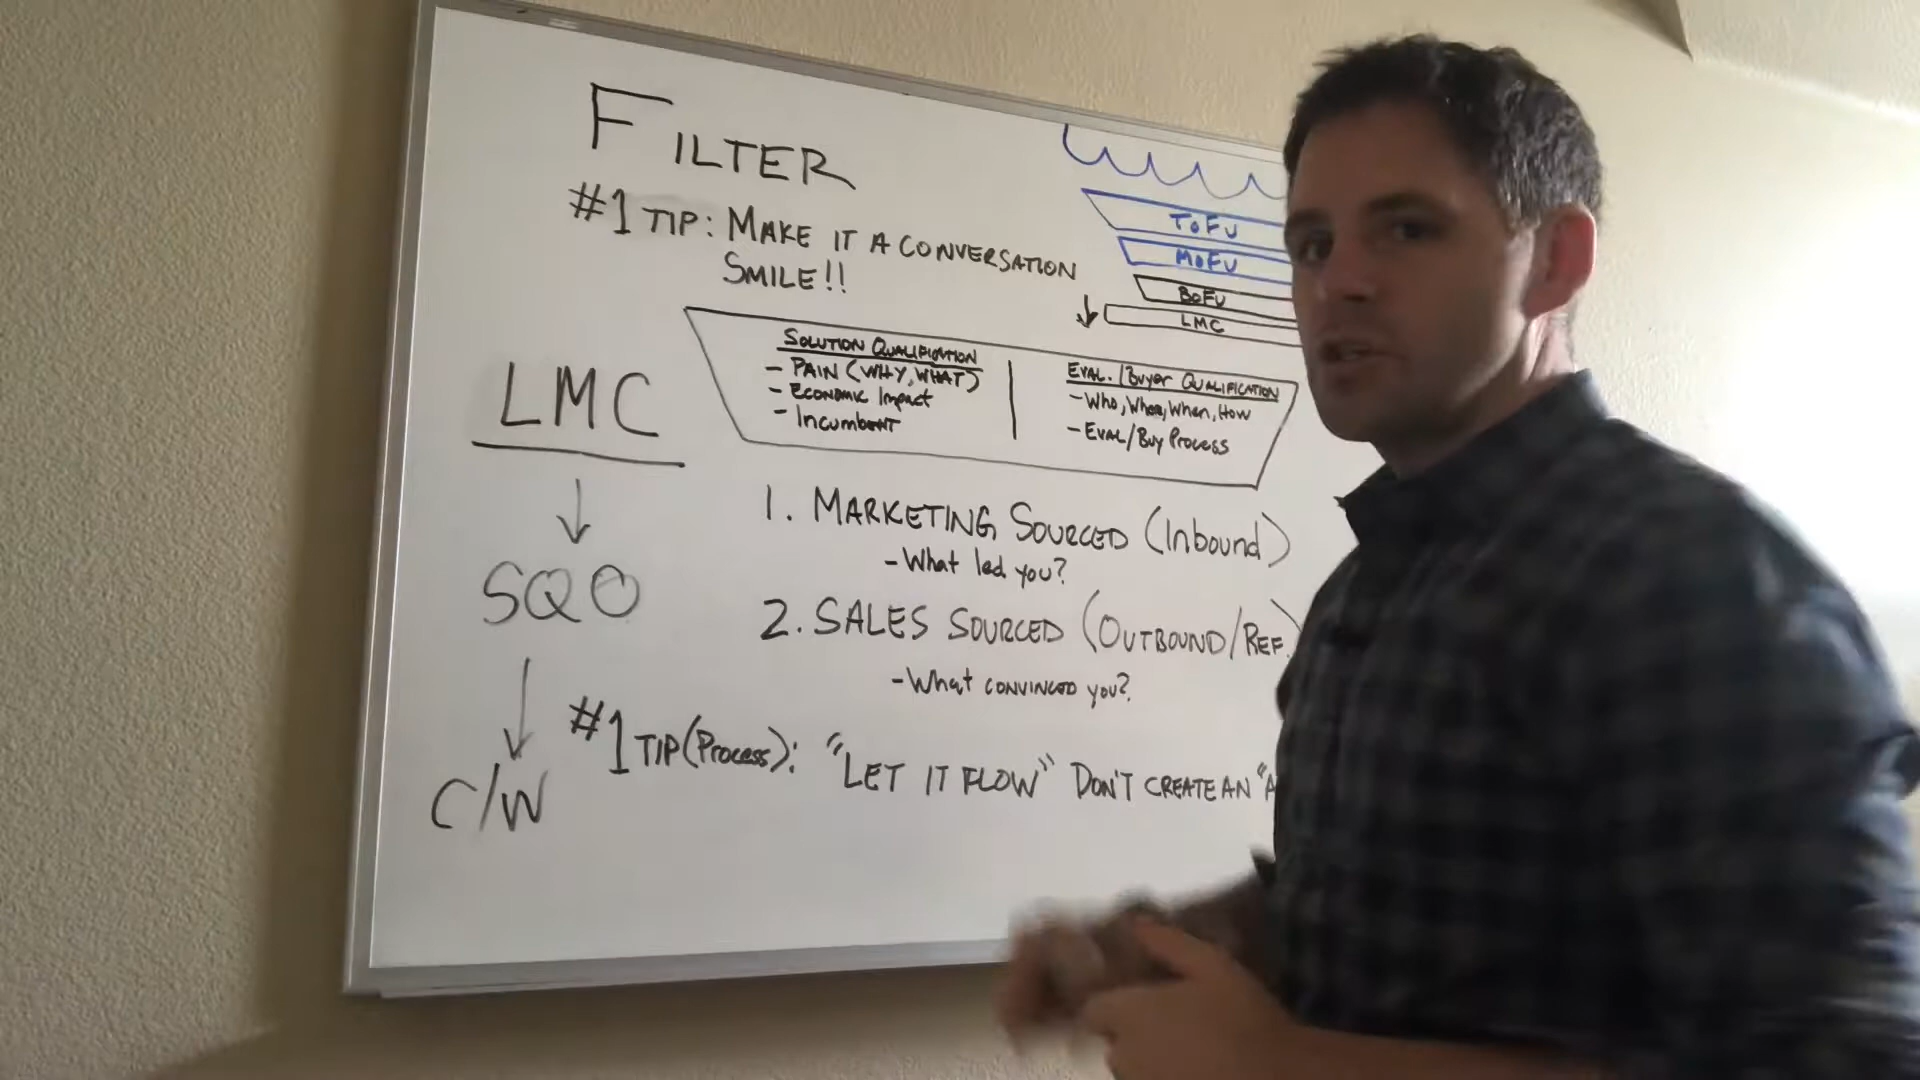 FILTER
#1 TIP: MAKE IT A CONVERSATION
SMILE!!
TOFU
MOFU
BOFU
LMC
SOLUTION QUALIFICATION
- PAIN (WHY, WHAT)
- ECONOMIC Impact
- INCUMBENT
EVAL. / Buyer QUALIFICATION
- WHO, When, How
- EVAL/Buy Process
LMC
SQO
C/W
1. MARKETING SOURCED (Inbound)
- What led you?
2. SALES SOURCED (OUTBOUND/REF.)
- What CONVINCED you?
#1 TIP (Process): "LET IT FLOW" DON'T CREATE AN "A